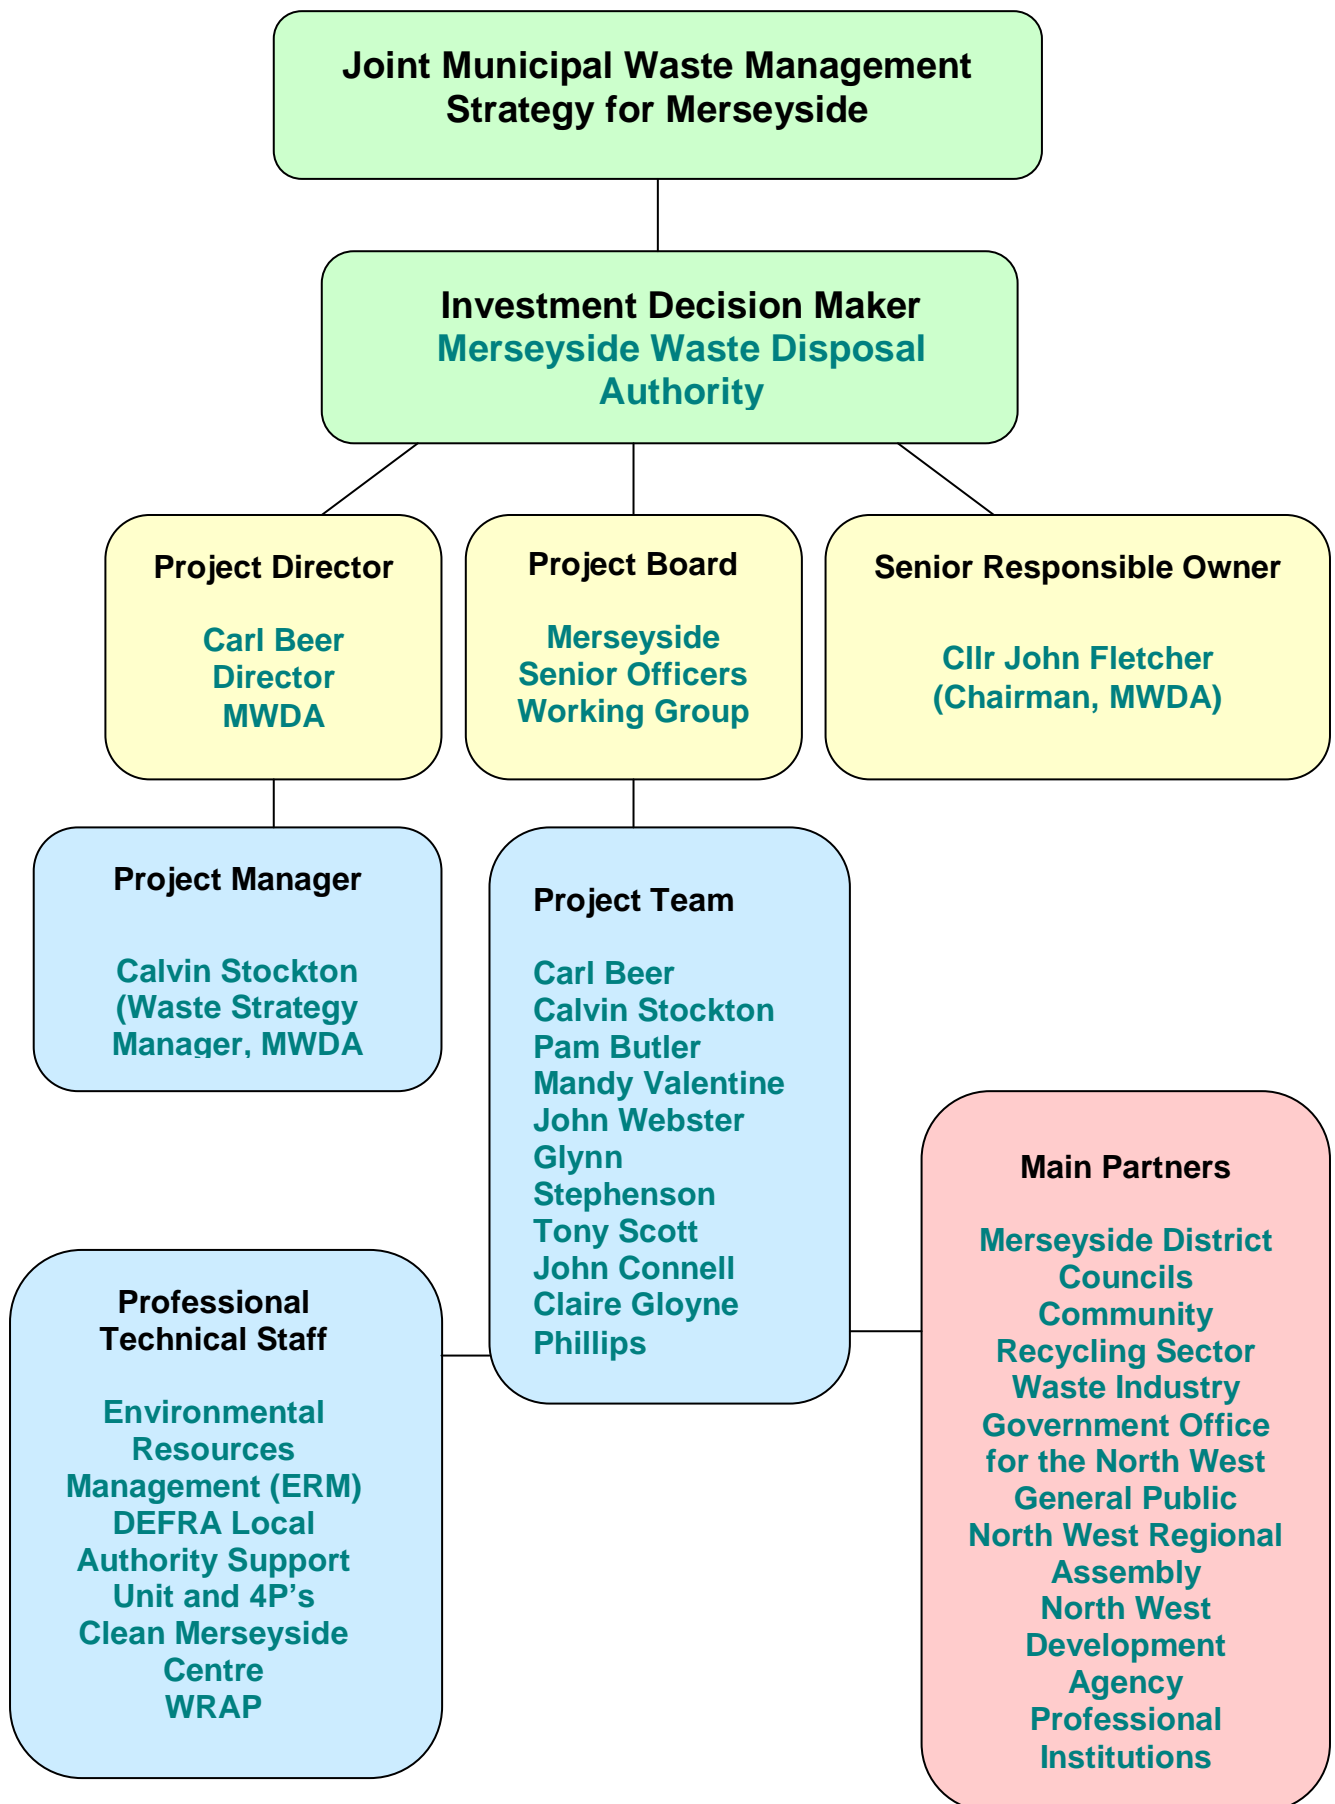 Joint Municipal Waste Management
Strategy for Merseyside
Investment Decision Maker
Merseyside Waste Disposal
Authority
Project Director
Carl Beer
Director
MWDA
Project Board
Merseyside
Senior Officers
Working Group
Senior Responsible Owner
Cllr John Fletcher
(Chairman, MWDA)
Project Manager
Calvin Stockton
(Waste Strategy
Manager, MWDA
Project Team
Carl Beer
Calvin Stockton
Pam Butler
Mandy Valentine
John Webster
Glynn
Stephenson
Tony Scott
John Connell
Claire Gloyne
Phillips
Main Partners
Merseyside District
Councils
Community
Recycling Sector
Waste Industry
Government Office
for the North West
General Public
North West Regional
Assembly
North West
Development
Agency
Professional
Institutions
Professional
Technical Staff
Environmental
Resources
Management (ERM)
DEFRA Local
Authority Support
Unit and 4P’s
Clean Merseyside
Centre
WRAP